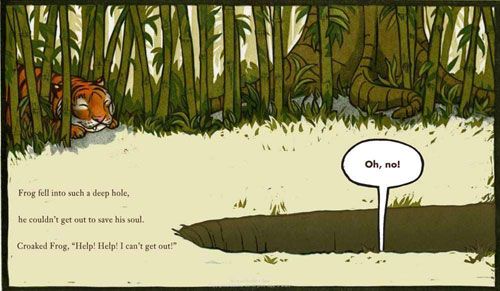 Oh, no!
Frog fell into such a deep hole,
he couldn't get out to save his soul.
Croaked Frog, "Help! Help! I can't get out!"